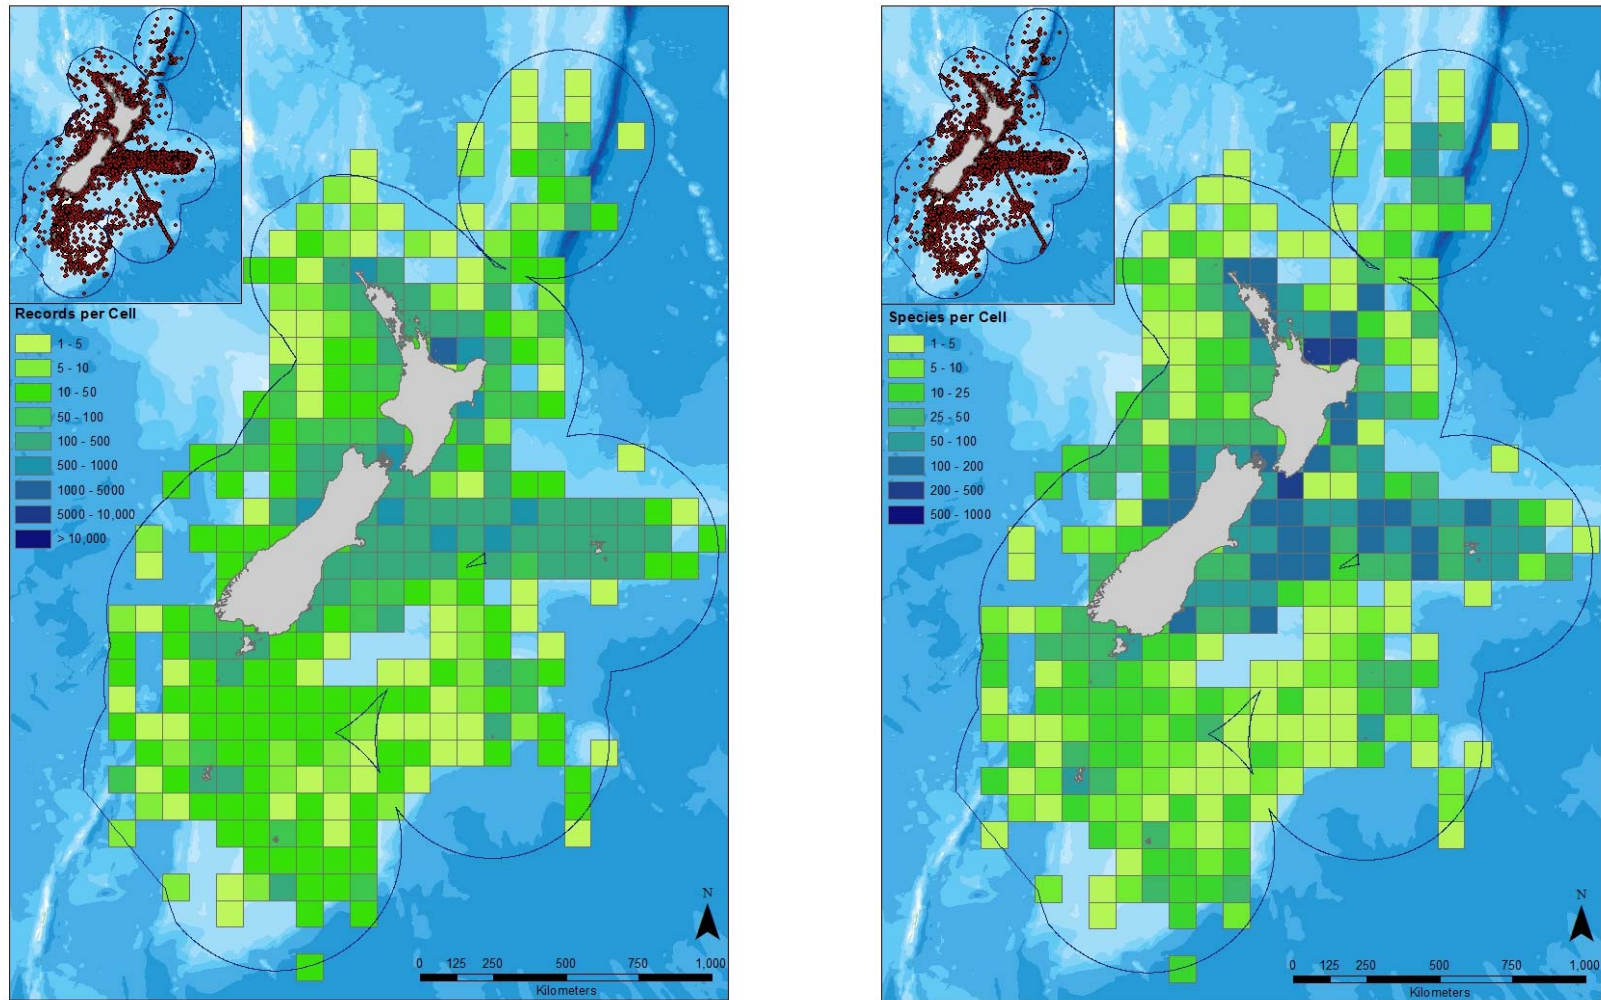 Records per Cell
1 - 5
5 - 10
10 - 50
50 - 100
100 - 500
500 - 1000
1000 - 5000
5000 - 10,000
> 10,000
N
0 125 250 500 750 1,000
Kilometers
Species per Cell
1 - 5
5 - 10
10 - 25
25 - 50
50 - 100
100 - 200
200 - 500
500 - 1000
N
0 125 250 500 750 1,000
Kilometers